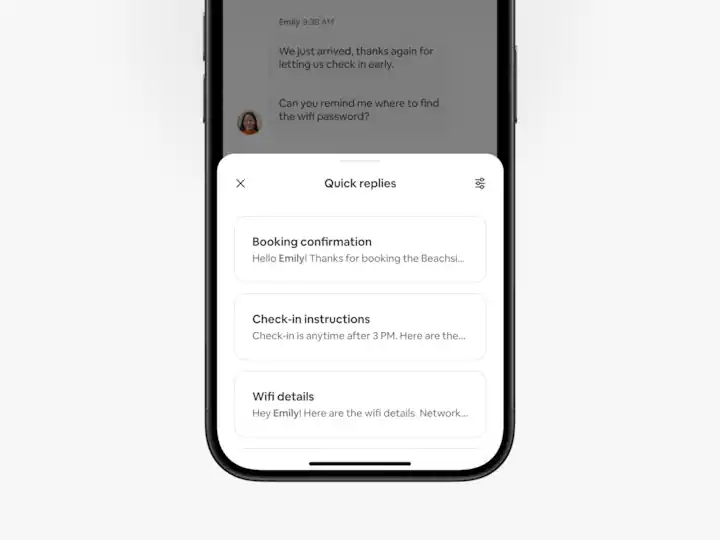 Emily 9:38 AM
We just arrived, thanks again for
letting us check in early.
Can you remind me where to find
the wifi password?
Quick replies
Booking confirmation
Hello Emily! Thanks for booking the Beachsi...
Check-in instructions
Check-in is anytime after 3 PM. Here are the...
Wifi details
Hey Emily! Here are the wifi details Network...